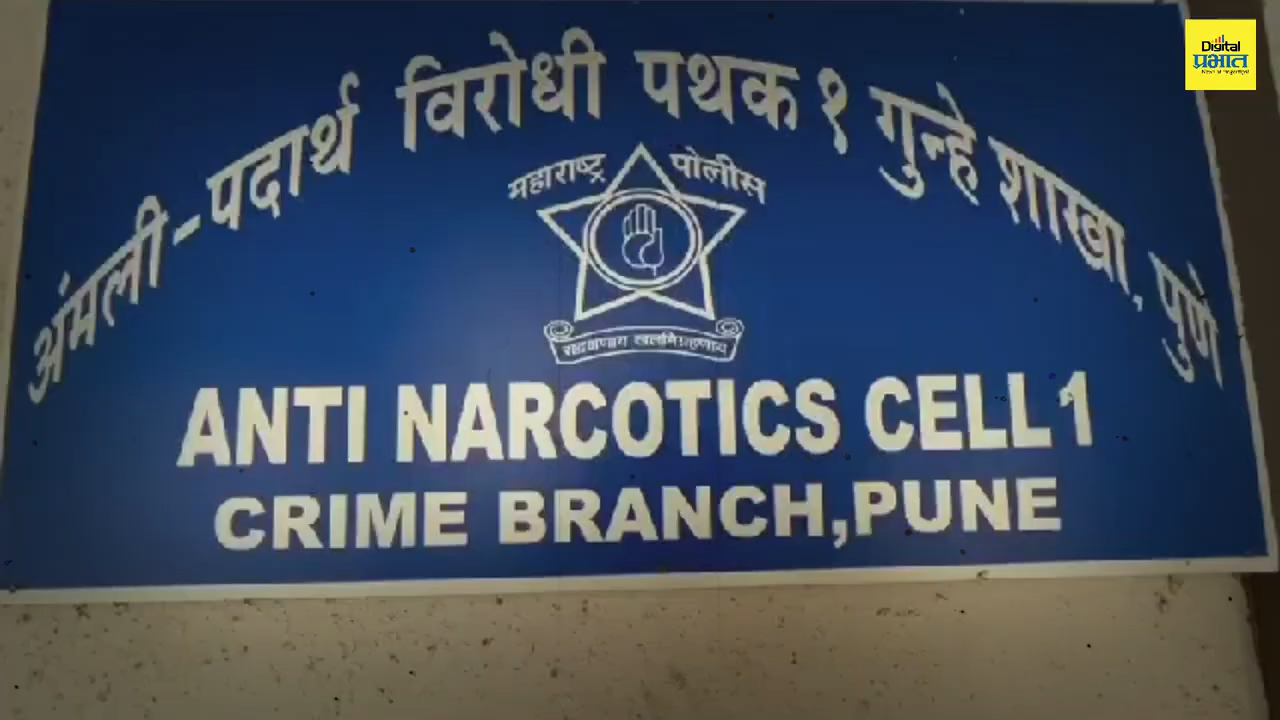 Digital
प्रभात
अंमली-पदार्थ विरोधी पथक १ गुन्हे शाखा, पुणे
महाराष्ट्र पोलीस
ANTI NARCOTICS CELL 1
CRIME BRANCH,PUNE